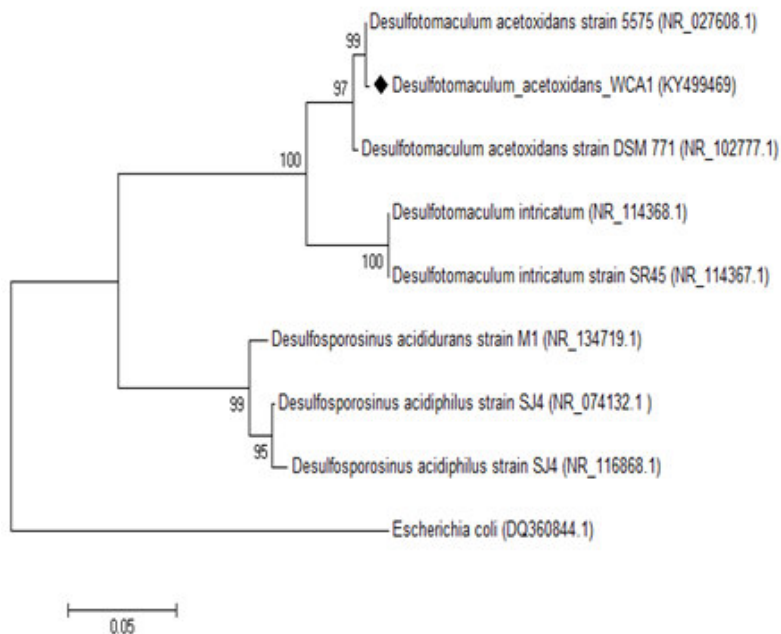 Desulfotomaculum acetoxidans strain 5575 (NR_027608.1)
99
Desulfotomaculum_acetoxidans_WCA1 (KY499469)
97
Desulfotomaculum acetoxidans strain DSM 771 (NR_102777.1)
100
Desulfotomaculum intricatum (NR_114368.1)
100
Desulfotomaculum intricatum strain SR45 (NR_114367.1)
Desulfosporosinus acididurans strain M1 (NR_134719.1)
99
Desulfosporosinus acidiphilus strain SJ4 (NR_074132.1 )
95
Desulfosporosinus acidiphilus strain SJ4 (NR_116868.1)
Escherichia coli (DQ360844.1)
0.05